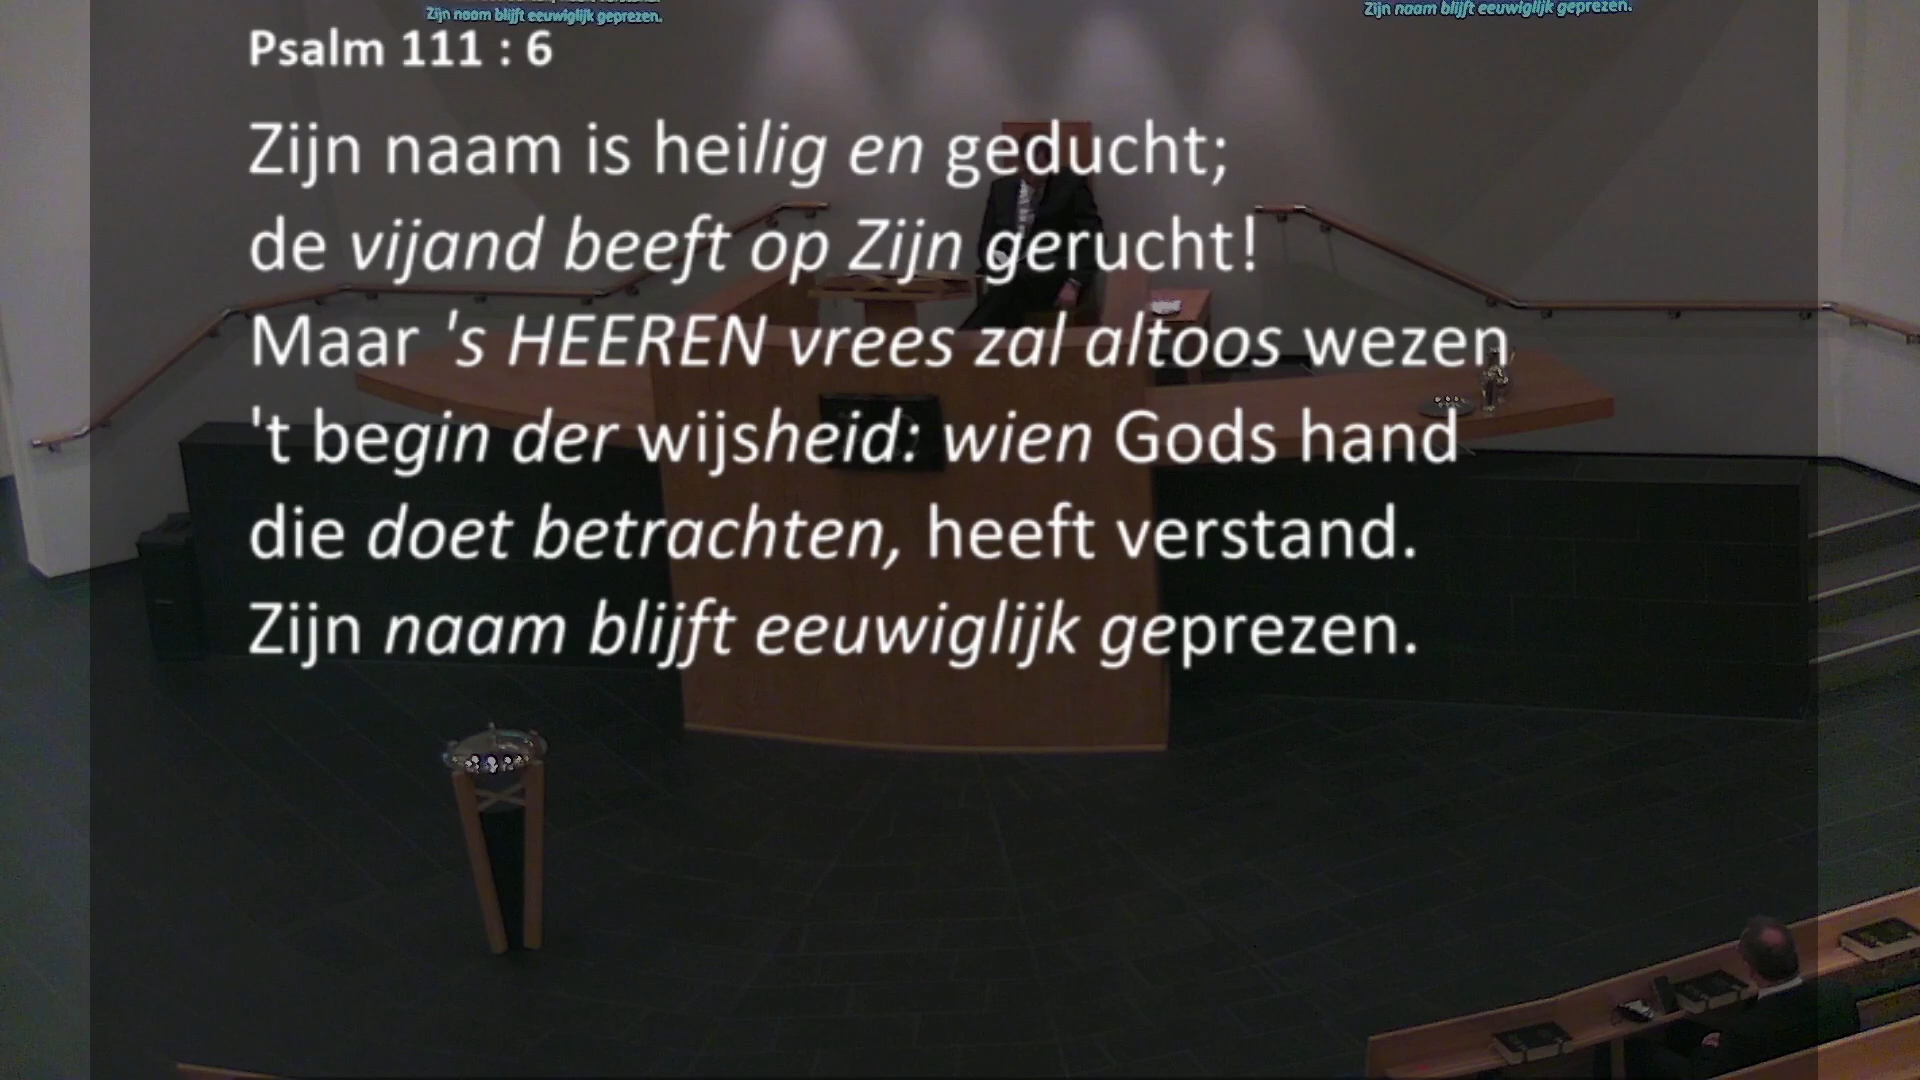 Zijn naam blijft eeuwiglijk geprezen.
Zijn naam blijft eeuwiglijk geprezen.
Psalm 111 : 6
Zijn naam is heilig en geducht;
de vijand beeft op Zijn gerucht!
Maar 's HEEREN vrees zal altoos wezen
't begin der wijsheid: wien Gods hand
die doet betrachten, heeft verstand.
Zijn naam blijft eeuwiglijk geprezen.